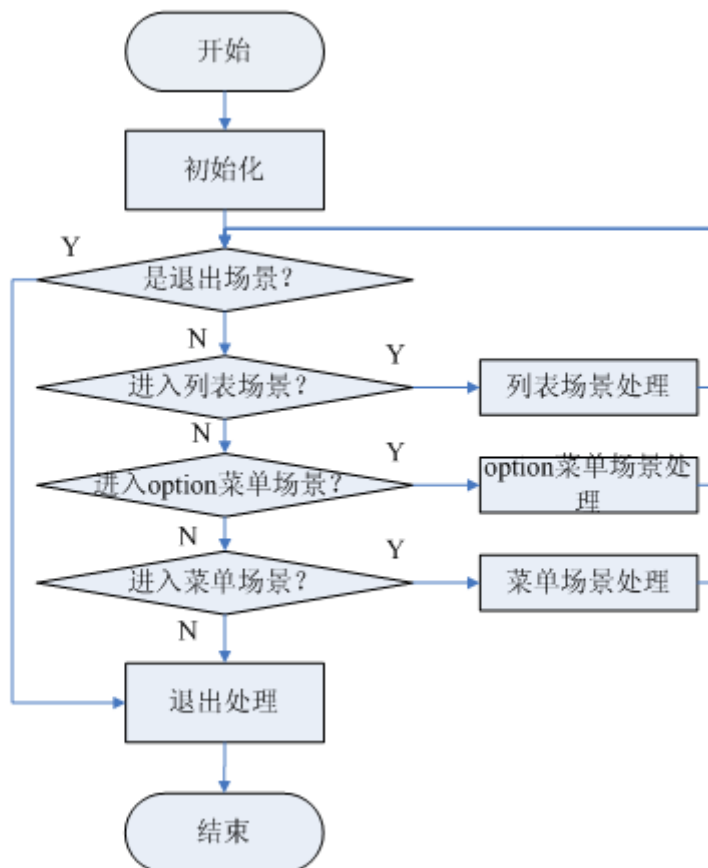 开始
初始化
Y
是退出场景？
N
Y
进入列表场景？
列表场景处理
N
Y
进入option菜单场景？
option菜单场景处
理
N
Y
进入菜单场景？
菜单场景处理
N
退出处理
结束